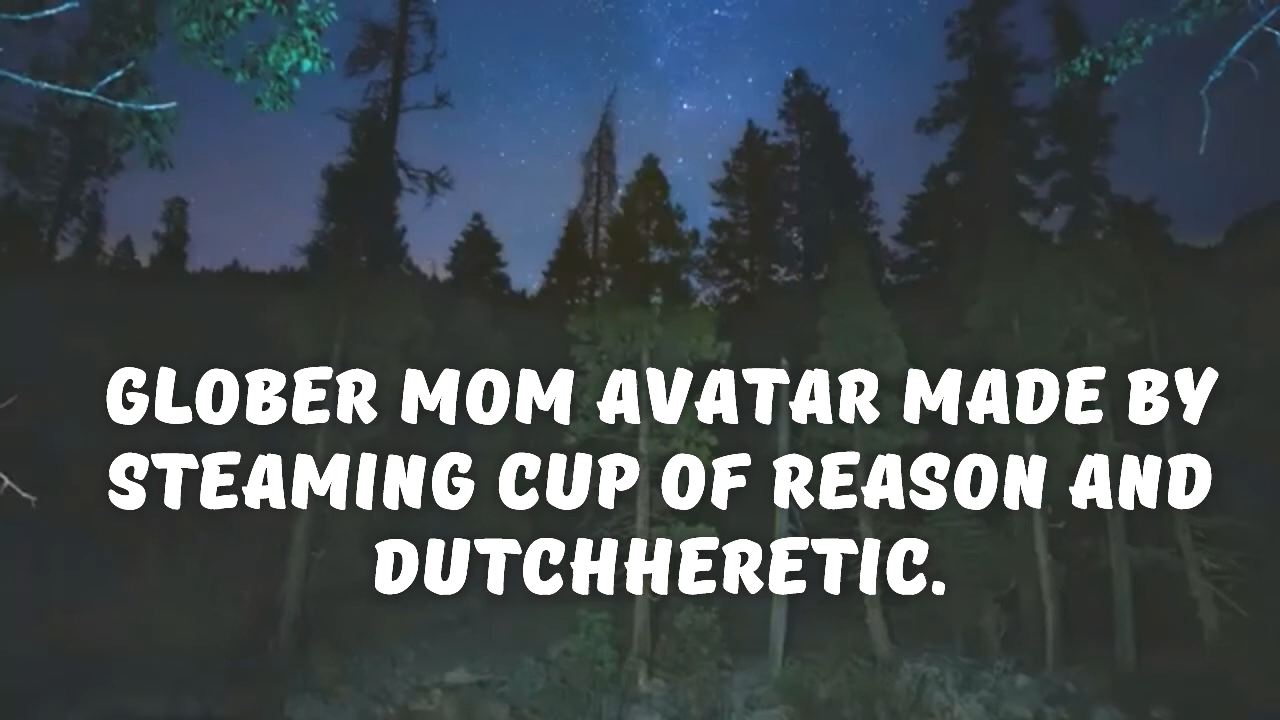 GLOBER MOM AVATAR MADE BY
STEAMING CUP OF REASON AND
DUTCHHERETIC.